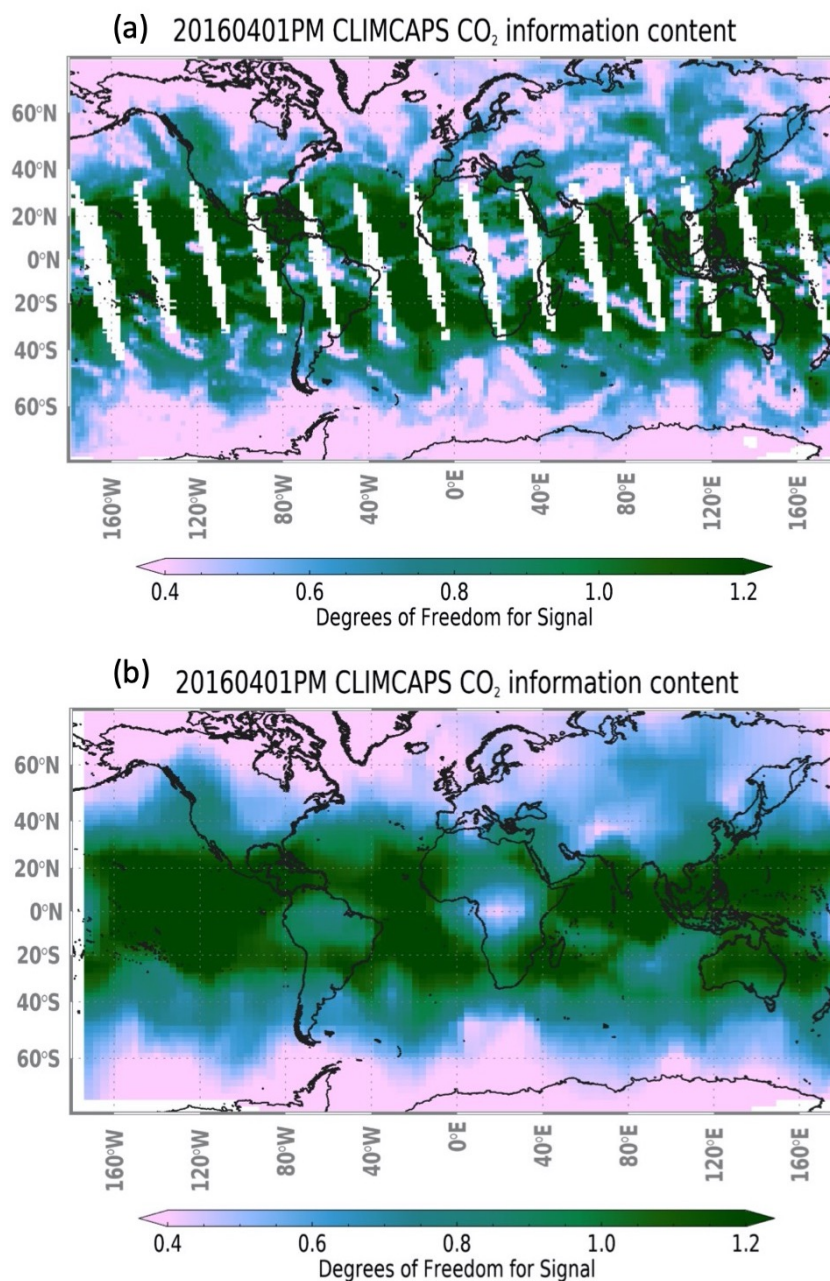 (a) 20160401PM CLIMCAPS CO₂ information content
60°N
40°N
20°N
0°N
20°S
40°S
60°S
160°W 120°W 80°W 40°W 0°E 40°E 80°E 120°E 160°E
0.4 0.6 0.8 1.0 1.2
Degrees of Freedom for Signal
(b) 20160401PM CLIMCAPS CO₂ information content
60°N
40°N
20°N
0°N
20°S
40°S
60°S
160°W 120°W 80°W 40°W 0°E 40°E 80°E 120°E 160°E
0.4 0.6 0.8 1.0 1.2
Degrees of Freedom for Signal